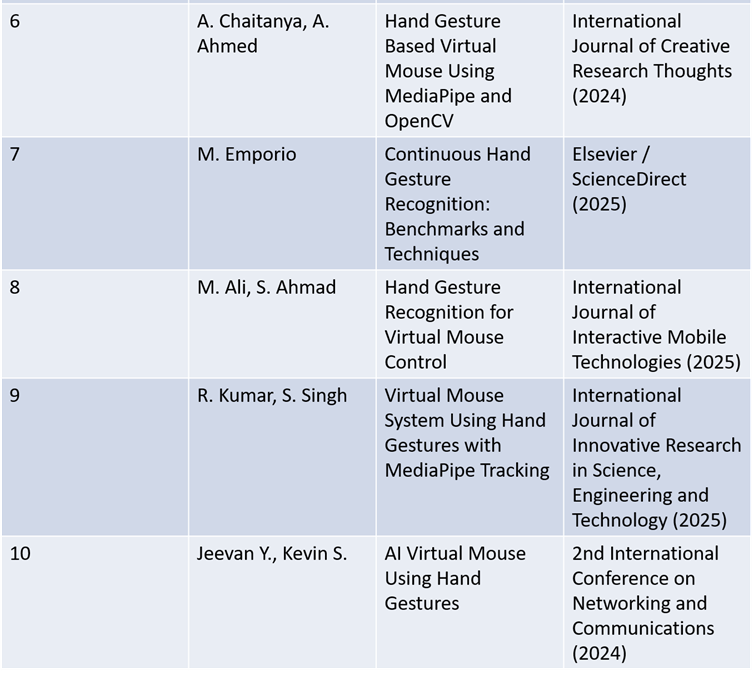 6
A. Chaitanya, A.
Ahmed
Hand Gesture
Based Virtual
Mouse Using
MediaPipe and
OpenCV
International
Journal of Creative
Research Thoughts
(2024)
7
M. Emporio
Continuous Hand
Gesture
Recognition:
Benchmarks and
Techniques
Elsevier /
ScienceDirect
(2025)
8
M. Ali, S. Ahmad
Hand Gesture
Recognition for
Virtual Mouse
Control
International
Journal of
Interactive Mobile
Technologies (2025)
9
R. Kumar, S. Singh
Virtual Mouse
System Using Hand
Gestures with
MediaPipe Tracking
International
Journal of
Innovative Research
in Science,
Engineering and
Technology (2025)
10
Jeevan Y., Kevin S.
AI Virtual Mouse
Using Hand
Gestures
2nd International
Conference on
Networking and
Communications
(2024)